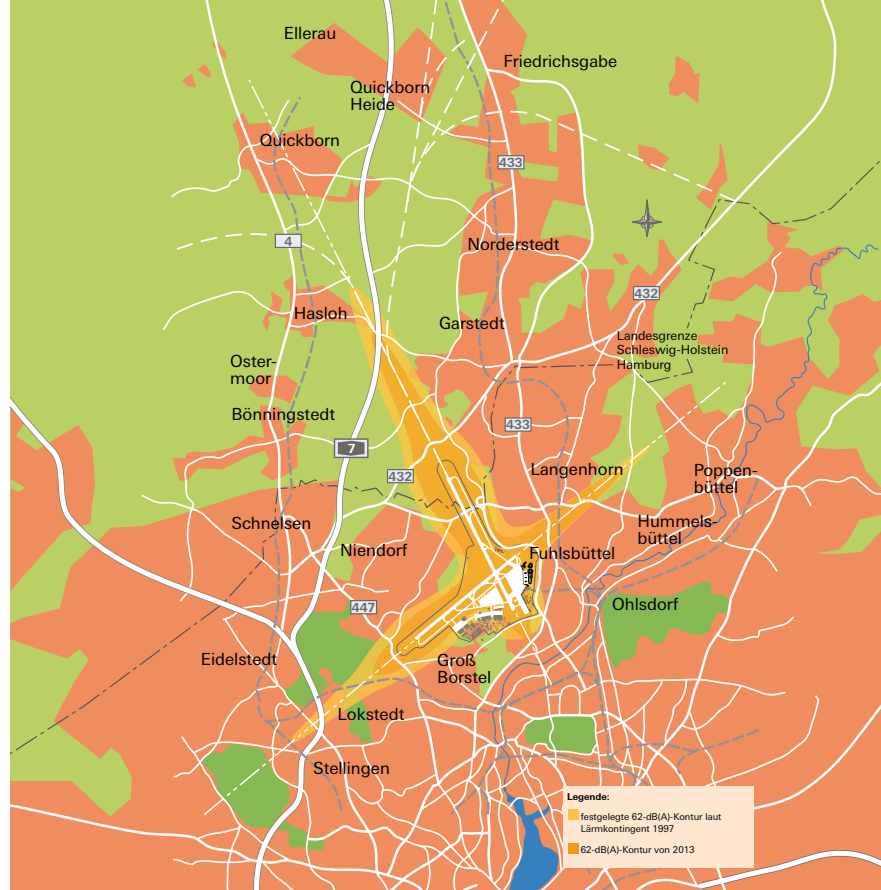 Ellerau
Friedrichsgabe
Quickborn
Heide
Quickborn
433
4
Norderstedt
432
Hasloh
Garstedt
Landesgrenze
Schleswig-Holstein
Hamburg
Oster-
moor
Bönningstedt
433
7
432
Langenhorn
Poppen-
büttel
Schnelsen
Hummels-
büttel
Niendorf
Fuhlsbüttel
447
Ohlsdorf
Eidelstedt
Groß
Borstel
Lokstedt
Stellingen
Legende:
festgelegte 62-dB(A)-Kontur laut
Lärmkontingent 1997
62-dB(A)-Kontur von 2013